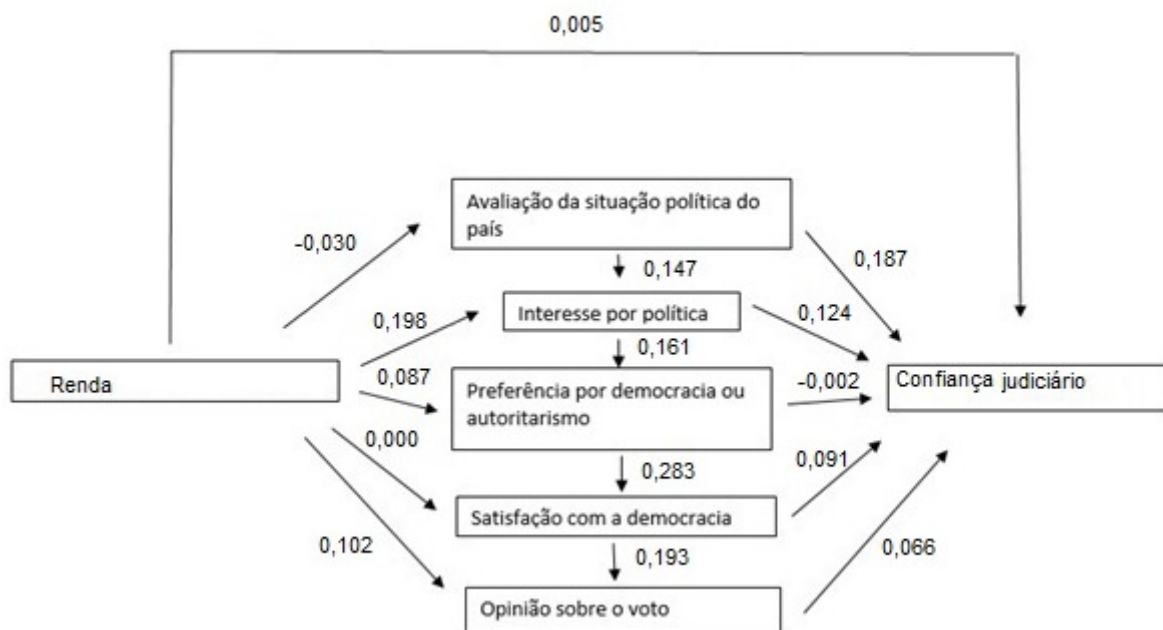 0,005
Avaliação da situação política do
país
-0,030
0,187
0,147
Interesse por política
0,198
0,124
0,161
Renda
0,087
Preferência por democracia ou
autoritarismo
-0,002
Confiança judiciário
0,000
0,283
0,091
Satisfação com a democracia
0,102
0,193
0,066
Opinião sobre o voto